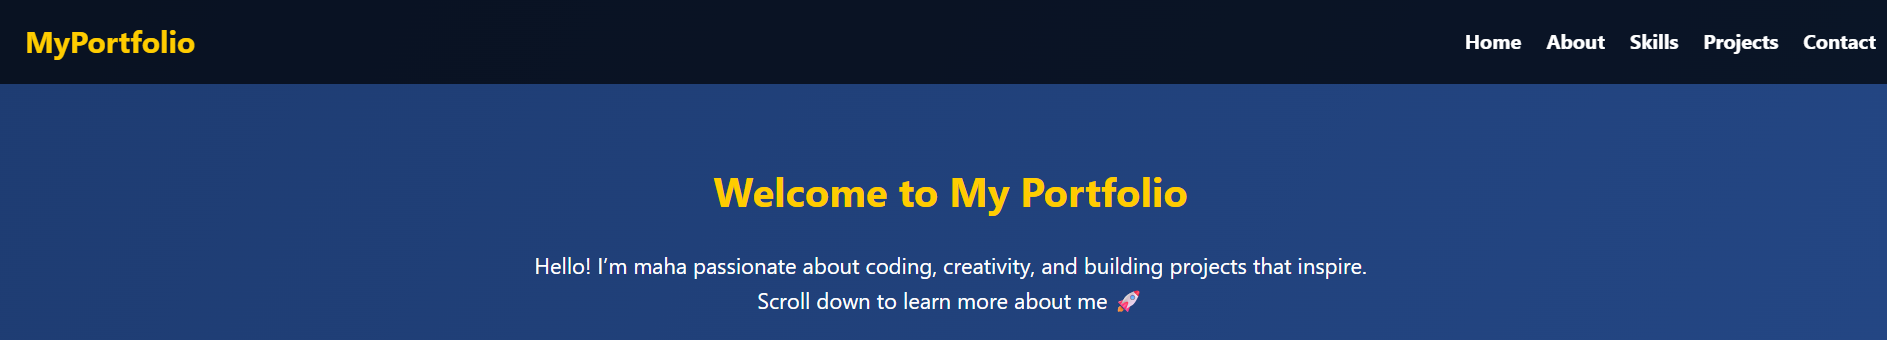 MyPortfolio
Home About Skills Projects Contact
Welcome to My Portfolio
Hello! I’m maha passionate about coding, creativity, and building projects that inspire.
Scroll down to learn more about me 🚀